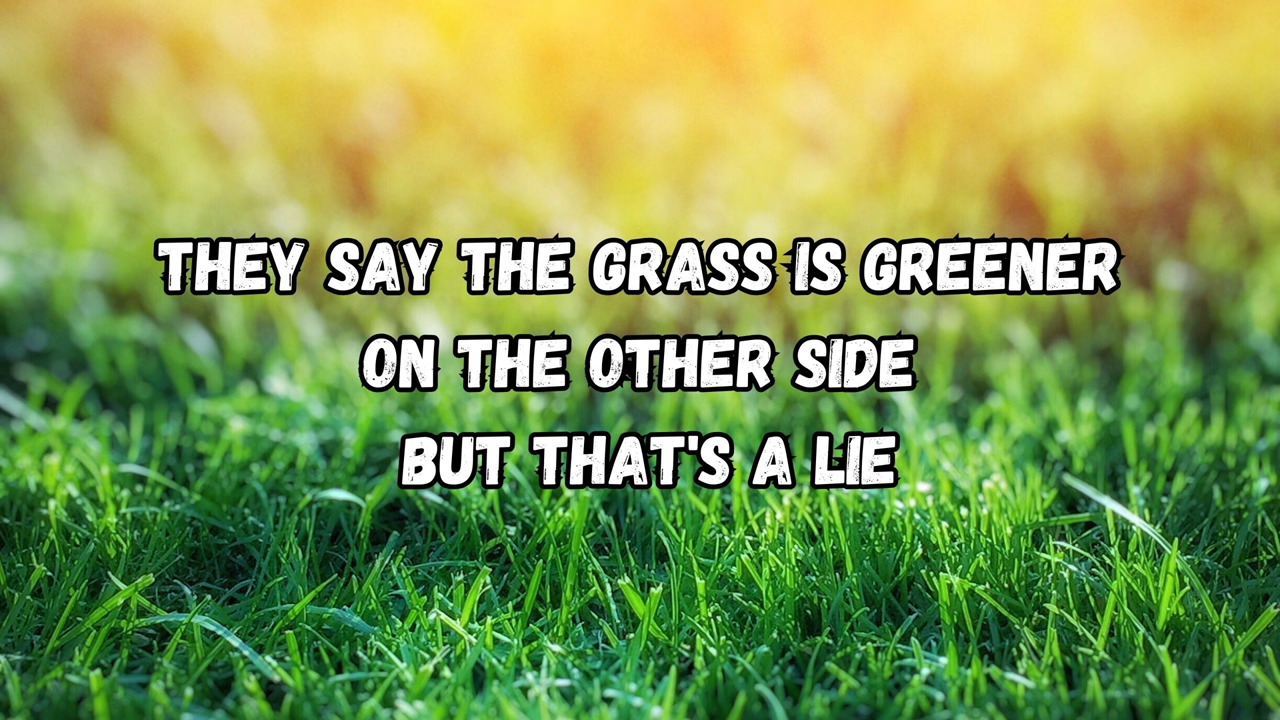 THEY SAY THE GRASS IS GREENER
ON THE OTHER SIDE
BUT THAT'S A LIE